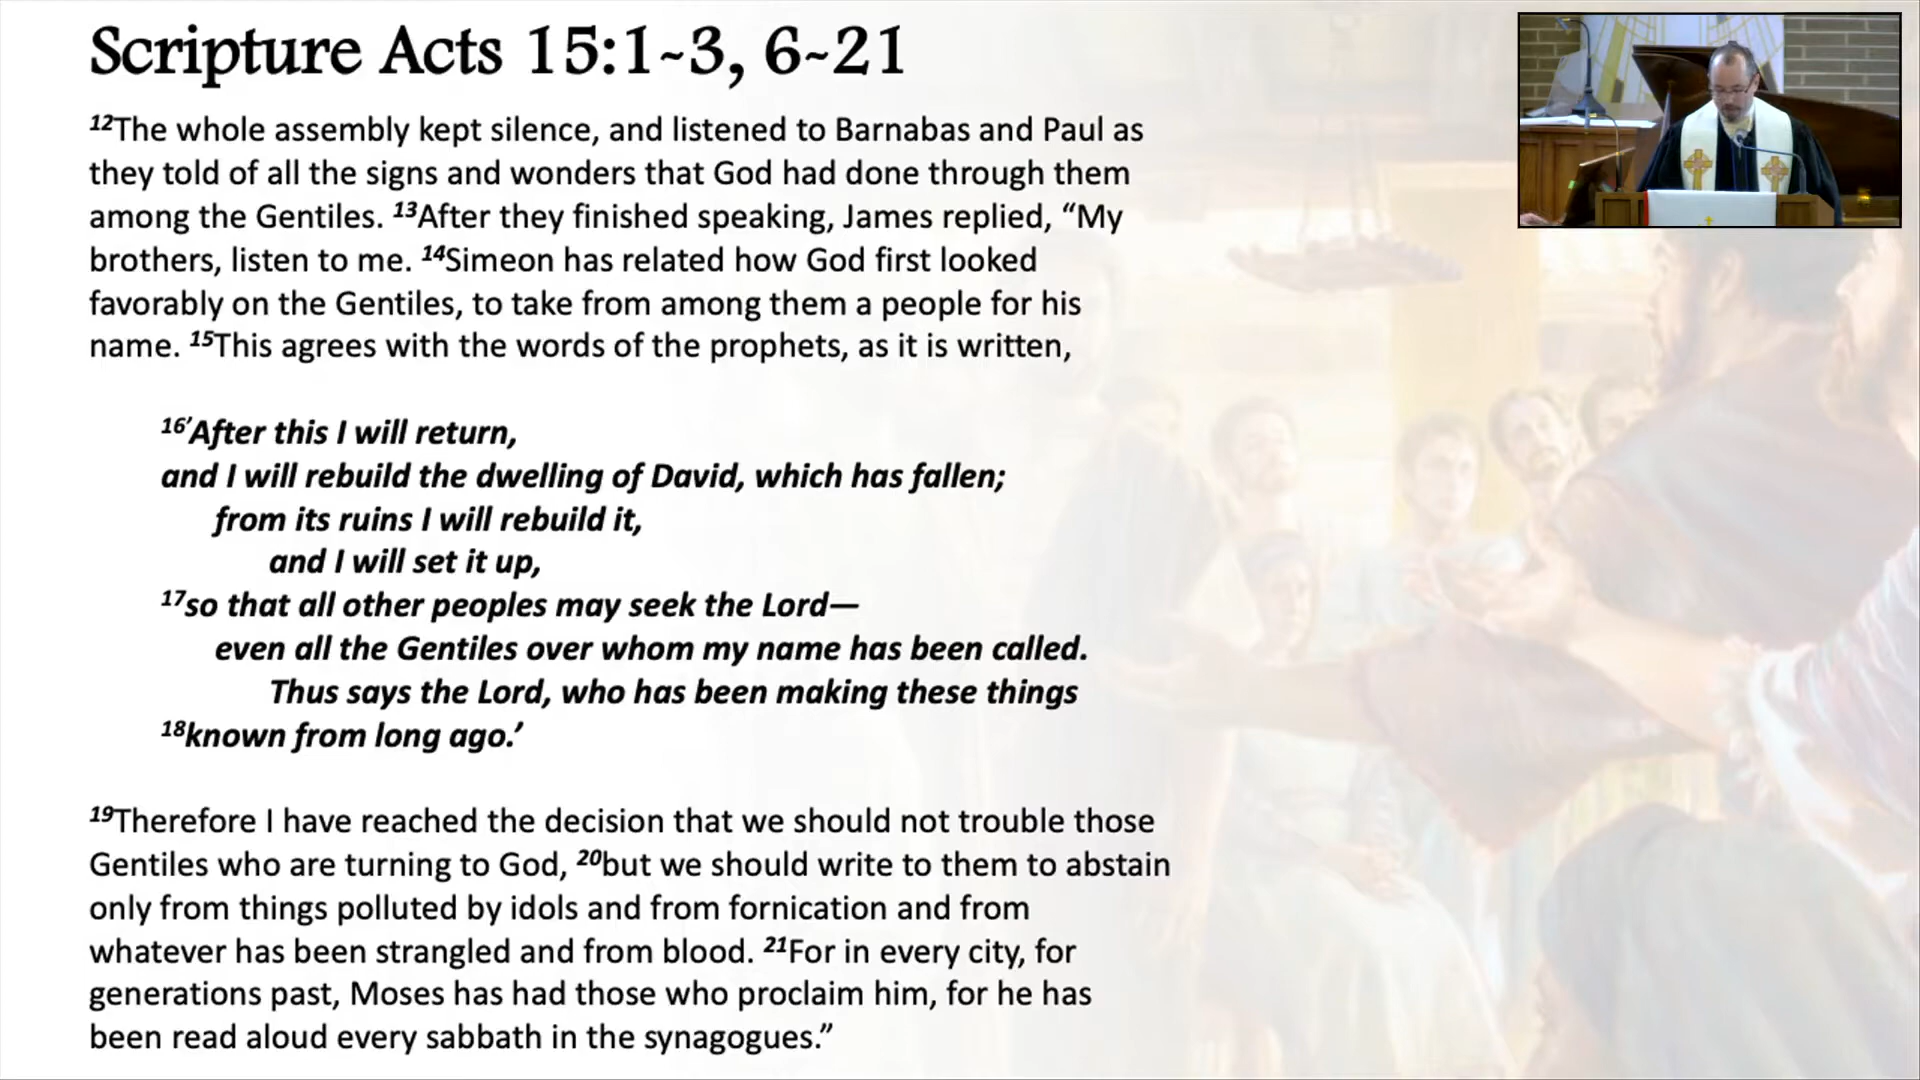 Scripture Acts 15:1~3, 6~21
12The whole assembly kept silence, and listened to Barnabas and Paul as
they told of all the signs and wonders that God had done through them
among the Gentiles. 13After they finished speaking, James replied, “My
brothers, listen to me. 14Simeon has related how God first looked
favorably on the Gentiles, to take from among them a people for his
name. 15This agrees with the words of the prophets, as it is written,
16‘After this I will return,
and I will rebuild the dwelling of David, which has fallen;
from its ruins I will rebuild it,
and I will set it up,
17so that all other peoples may seek the Lord—
even all the Gentiles over whom my name has been called.
Thus says the Lord, who has been making these things
18known from long ago.’
19Therefore I have reached the decision that we should not trouble those
Gentiles who are turning to God, 20but we should write to them to abstain
only from things polluted by idols and from fornication and from
whatever has been strangled and from blood. 21For in every city, for
generations past, Moses has had those who proclaim him, for he has
been read aloud every sabbath in the synagogues.”